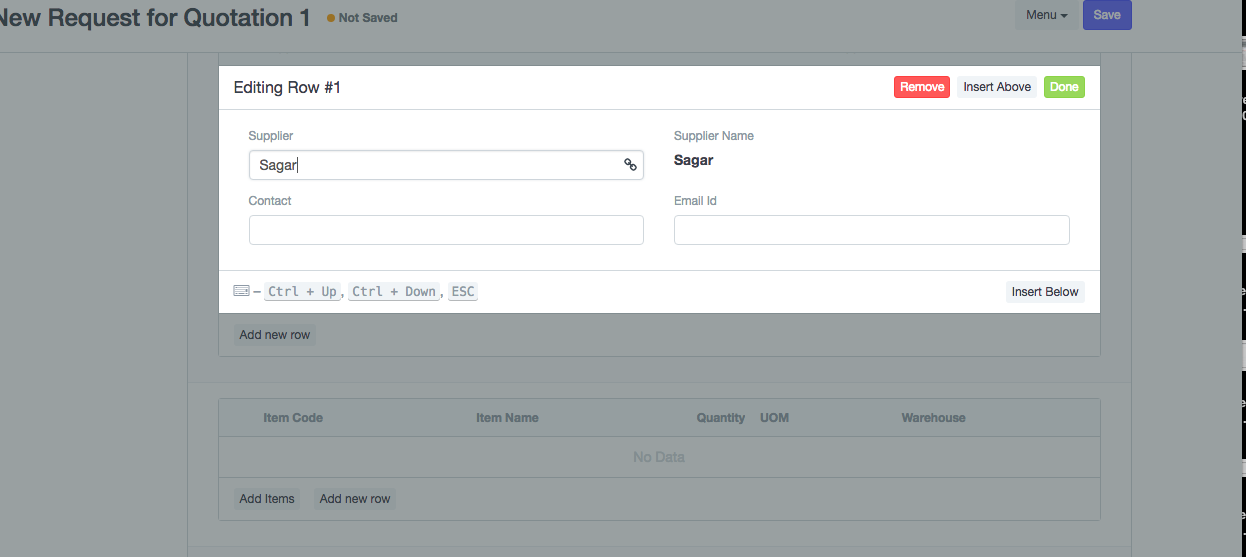 New Request for Quotation 1 Not Saved Menu Save
Editing Row #1 Remove Insert Above Done
Supplier Supplier Name
Sagar Sagar
Contact Email Id
– Ctrl + Up, Ctrl + Down, ESC Insert Below
Add new row
Item Code Item Name Quantity UOM Warehouse
No Data
Add Items Add new row